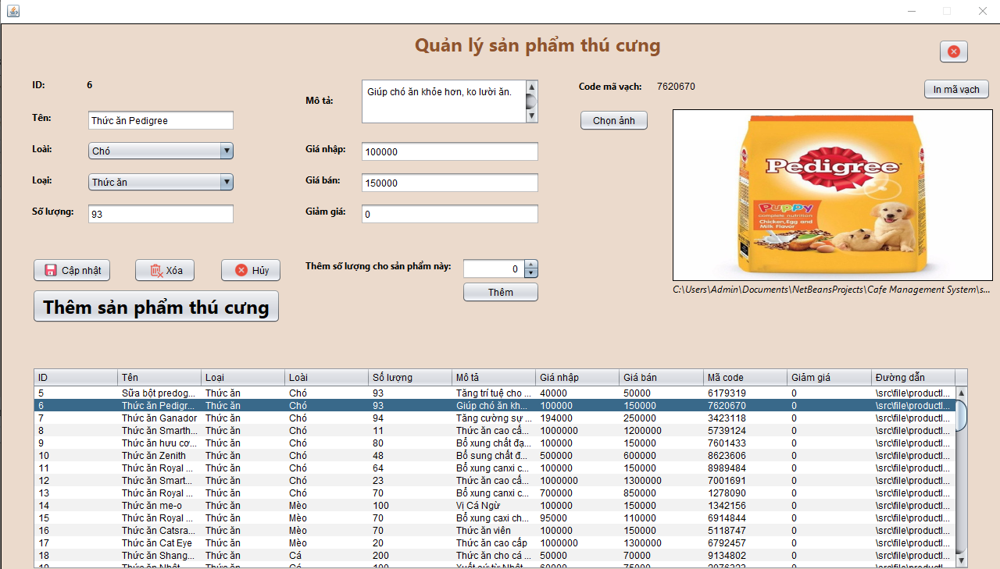 Quản lý sản phẩm thú cưng
ID: 6
Tên: Thức ăn Pedigree
Loài: Chó
Loại: Thức ăn
Số lượng: 93
Mô tả: Giúp chó ăn khỏe hơn, ko lười ăn.
Giá nhập: 100000
Giá bán: 150000
Giảm giá: 0
Code mã vạch: 7620670
In mã vạch
Chọn ảnh
Pedigree
PUPPY
complete nutrition
Chicken, Egg and
Milk Flavor
C:\Users\Admin\Documents\NetBeansProjects\Cafe Management System\s...
Cập nhật Xóa Hủy
Thêm số lượng cho sản phẩm này: 0
Thêm
Thêm sản phẩm thú cưng
ID Tên Loại Loài Số lượng Mô tả Giá nhập Giá bán Mã code Giảm giá Đường dẫn
5 Sữa bột predog... Thức ăn Chó 93 Tăng trí tuệ cho ... 40000 50000 6179319 0 \src\file\productI...
6 Thức ăn Pedigr... Thức ăn Chó 93 Giúp chó ăn kh... 100000 150000 7620670 0 \src\file\productI...
7 Thức ăn Ganador Thức ăn Chó 94 Tăng cường sư ... 194000 250000 3423118 0 \src\file\productI...
8 Thức ăn Smarth... Thức ăn Chó 11 Thức ăn cao cấ... 1000000 1200000 5739124 0 \src\file\productI...
9 Thức ăn hưu cơ... Thức ăn Chó 80 Bổ xung chất đạ... 100000 150000 7601433 0 \src\file\productI...
10 Thức ăn Zenith Thức ăn Chó 48 Bổ sung chất đ... 500000 600000 8623606 0 \src\file\productI...
11 Thức ăn Royal ... Thức ăn Chó 64 Bổ xung canxi c... 100000 150000 8989484 0 \src\file\productI...
12 Thức ăn Smart... Thức ăn Chó 23 Thức ăn cao cấ... 1000000 1300000 7001691 0 \src\file\productI...
13 Thức ăn Royal ... Thức ăn Chó 70 Bổ xung canxi c... 700000 850000 1278090 0 \src\file\productI...
14 Thức ăn me-o Thức ăn Mèo 100 Vị Cá Ngừ 100000 150000 1342156 0 \src\file\productI...
15 Thức ăn Royal ... Thức ăn Mèo 70 Bổ xung caxi ch... 95000 110000 6914844 0 \src\file\productI...
16 Thức ăn Catsra... Thức ăn Mèo 70 Thức ăn viên 100000 150000 5118747 0 \src\file\productI...
17 Thức ăn Cat Eye Thức ăn Mèo 20 Thức ăn cao cấp 1000000 1300000 6792457 0 \src\file\productI...
18 Thức ăn Shang... Thức ăn Cá 200 Thức ăn cho cá ... 50000 70000 9134802 0 \src\file\productI...